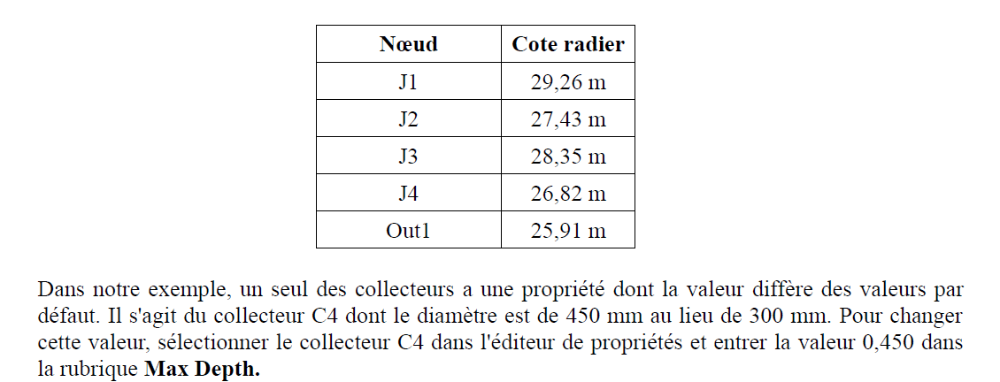 Nœud Cote radier
J1 29,26 m
J2 27,43 m
J3 28,35 m
J4 26,82 m
Out1 25,91 m
Dans notre exemple, un seul des collecteurs a une propriété dont la valeur diffère des valeurs par
défaut. Il s'agit du collecteur C4 dont le diamètre est de 450 mm au lieu de 300 mm. Pour changer
cette valeur, sélectionner le collecteur C4 dans l'éditeur de propriétés et entrer la valeur 0,450 dans
la rubrique Max Depth.